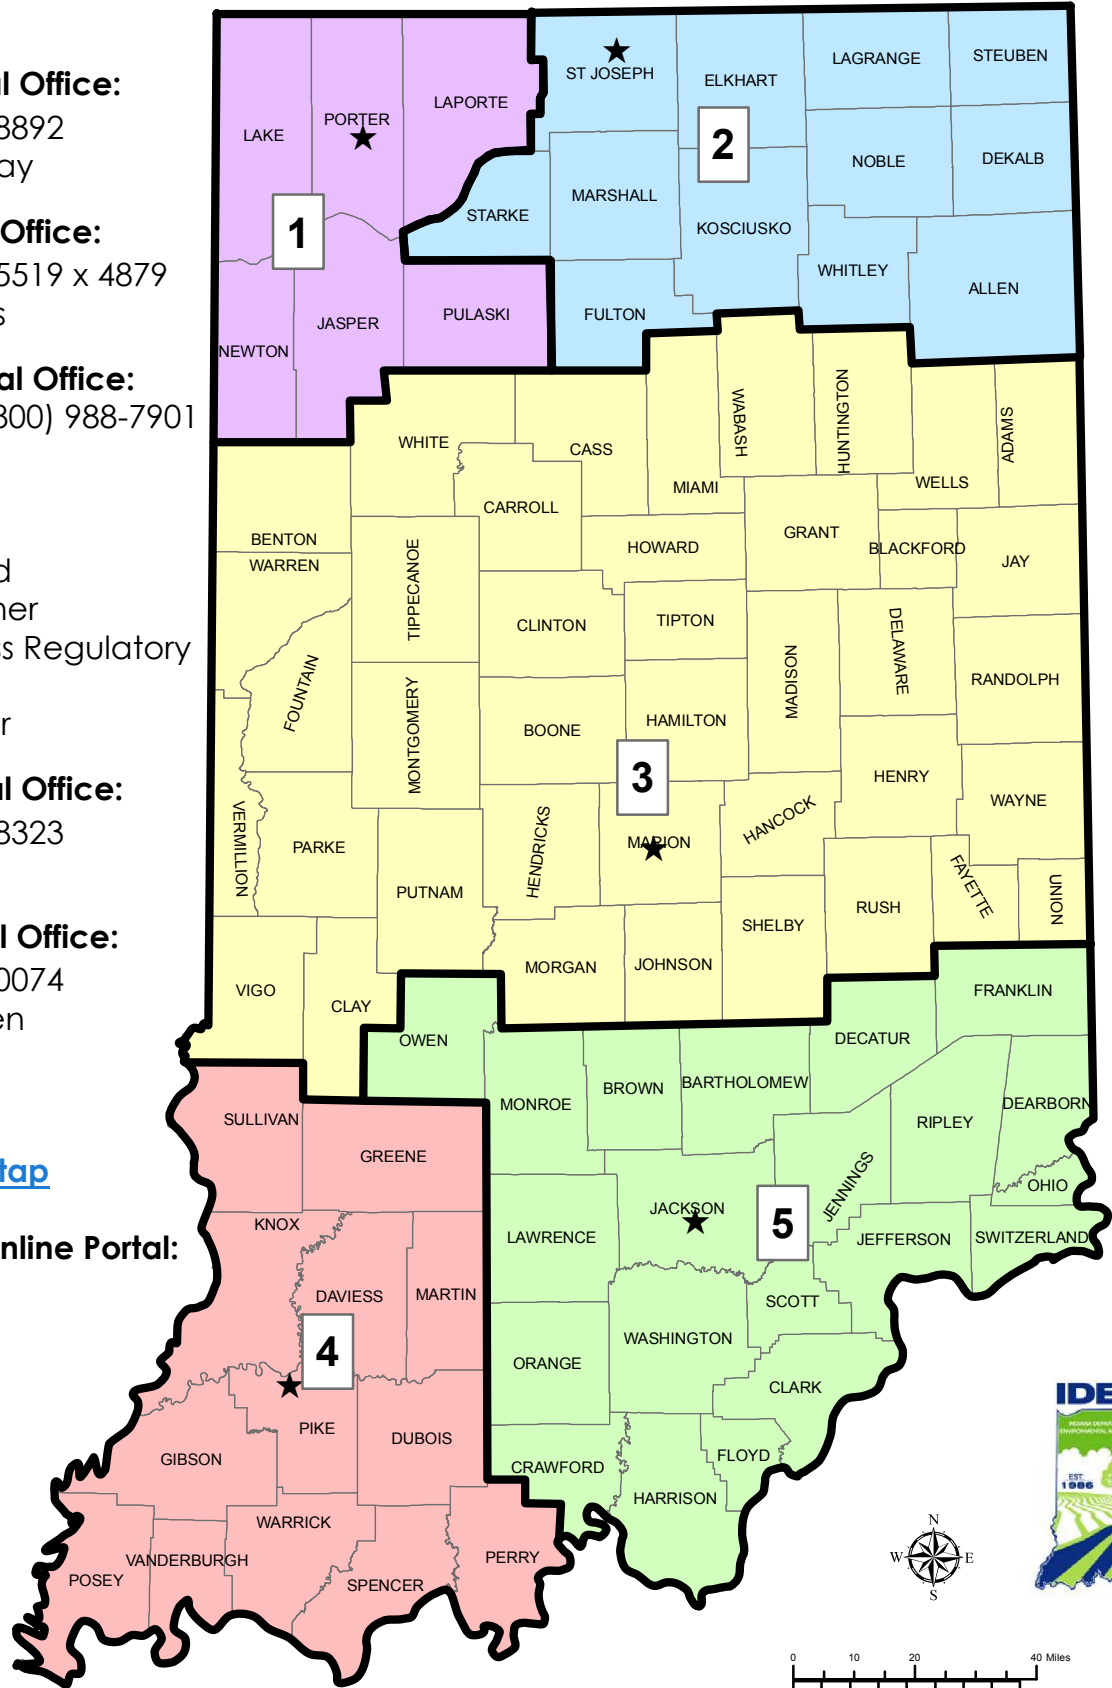 l Office:
8892
ay
Office:
5519 x 4879
s
al Office:
800) 988-7901
d
ner
ss Regulatory
r
al Office:
8323
l Office:
0074
en
tap
nline Portal:
LAKE
PORTER
LAPORTE
ST JOSEPH
ELKHART
LAGRANGE
STEUBEN
2
NOBLE
DEKALB
MARSHALL
STARKE
KOSCIUSKO
1
WHITLEY
ALLEN
JASPER
PULASKI
FULTON
NEWTON
WHITE
CASS
WABASH
HUNTINGTON
ADAMS
MIAMI
WELLS
CARROLL
BENTON
WARREN
TIPPECANOE
HOWARD
GRANT
BLACKFORD
JAY
CLINTON
TIPTON
DELAWARE
MADISON
RANDOLPH
FOUNTAIN
MONTGOMERY
BOONE
HAMILTON
3
HENRY
WAYNE
VERMILLION
PARKE
HENDRICKS
MARION
HANCOCK
PUTNAM
FAYETTE
UNOIN
RUSH
SHELBY
MORGAN
JOHNSON
VIGO
CLAY
FRANKLIN
OWEN
DECATUR
MONROE
BROWN
BARTHOLOMEW
DEARBORN
SULLIVAN
RIPLEY
GREENE
JENNINGS
OHIO
KNOX
JACKSON
5
LAWRENCE
JEFFERSON
SWITZERLAND
DAVIESS
MARTIN
SCOTT
4
WASHINGTON
ORANGE
CLARK
PIKE
DUBOIS
GIBSON
CRAWFORD
FLOYD
HARRISON
WARRICK
VANDERBURGH
PERRY
POSEY
SPENCER
N
W E
S
IDE
EST.
1986
0 10 20 40 Miles